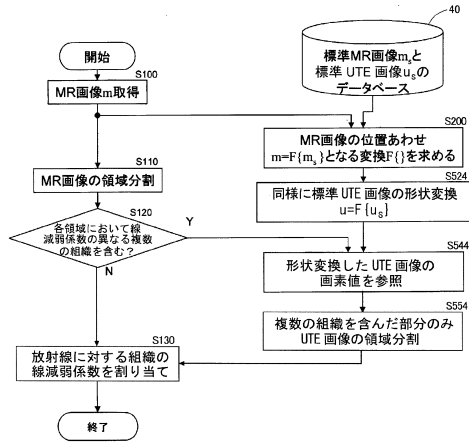 40
開始
標準MR画像msと
標準UTE画像usの
データベース
S100
MR画像m取得
S200
MR画像の位置あわせ
m=F{ms}となる変換F{}を求める
S110
MR画像の領域分割
S524
同様に標準UTE画像の形状変換
u=F{us}
S120
各領域において線
減弱係数の異なる複数
の組織を含む?
Y
N
S544
形状変換したUTE画像の
画素値を参照
S554
複数の組織を含んだ部分のみ
UTE画像の領域分割
S130
放射線に対する組織の
線減弱係数を割り当て
終了